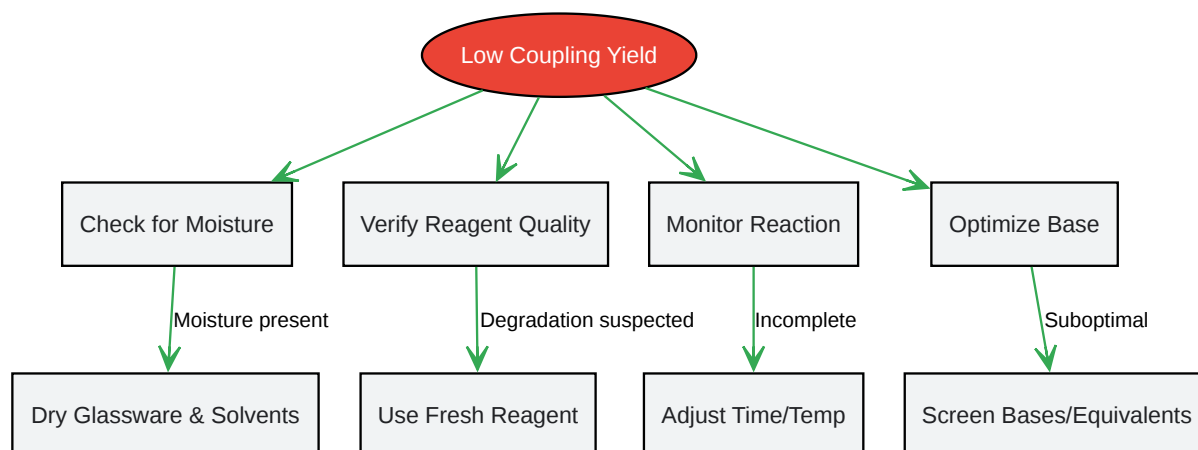 Low Coupling Yield
Check for Moisture
Verify Reagent Quality
Monitor Reaction
Optimize Base
Moisture present
Degradation suspected
Incomplete
Suboptimal
Dry Glassware & Solvents
Use Fresh Reagent
Adjust Time/Temp
Screen Bases/Equivalents